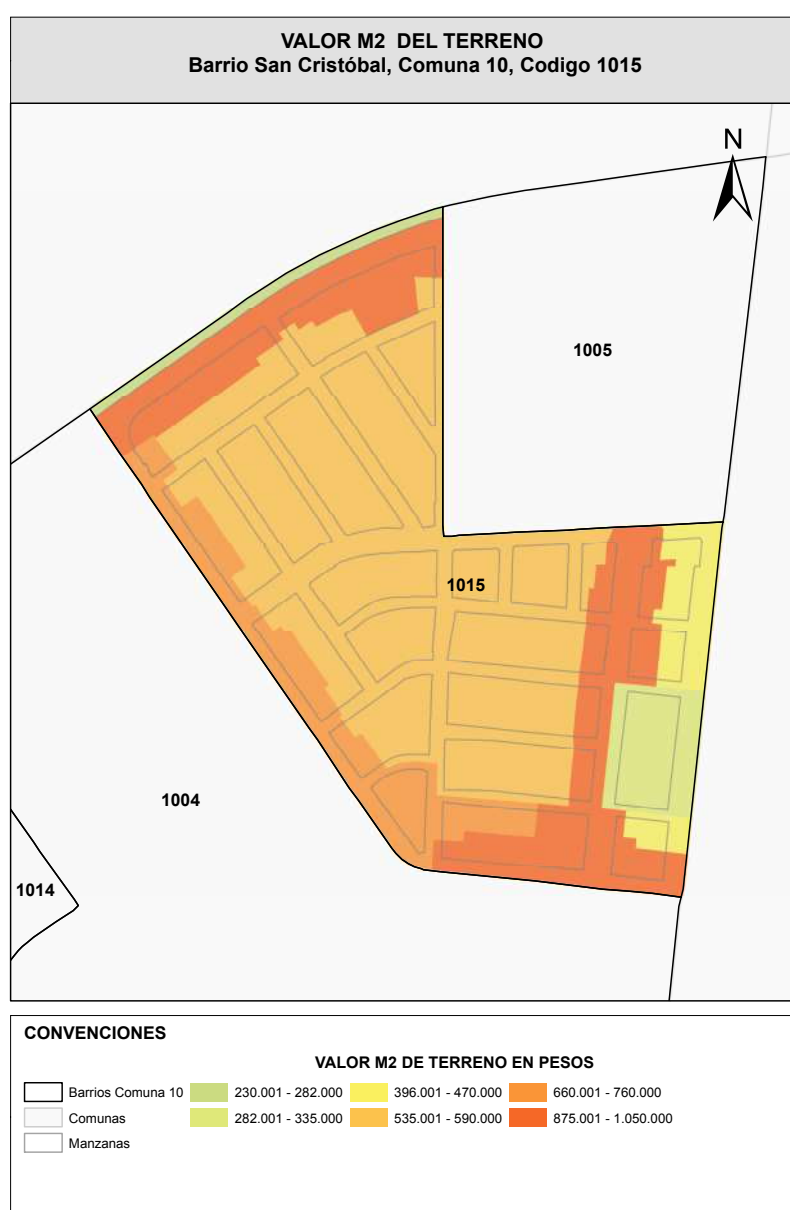 VALOR M2 DEL TERRENO
Barrio San Cristóbal, Comuna 10, Codigo 1015
N
1005
1015
1004
1014
CONVENCIONES
VALOR M2 DE TERRENO EN PESOS
Barrios Comuna 10 230.001 - 282.000 396.001 - 470.000 660.001 - 760.000
Comunas 282.001 - 335.000 535.001 - 590.000 875.001 - 1.050.000
Manzanas